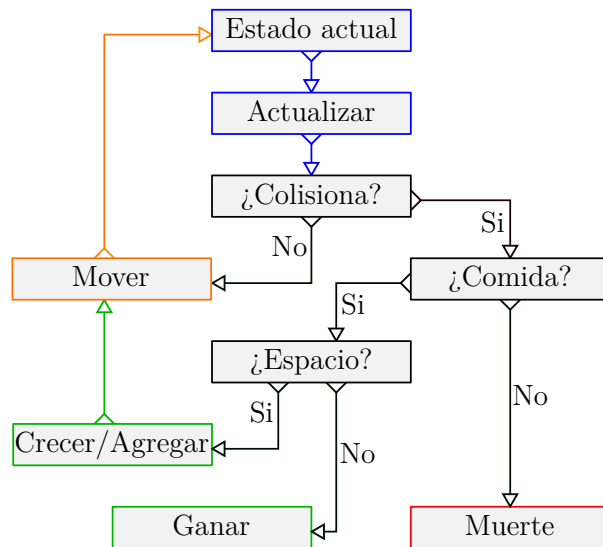 Estado actual
Actualizar
¿Colisiona?
Si
No
Mover
¿Comida?
Si
¿Espacio?
No
Si
Crecer/Agregar
No
Ganar
Muerte